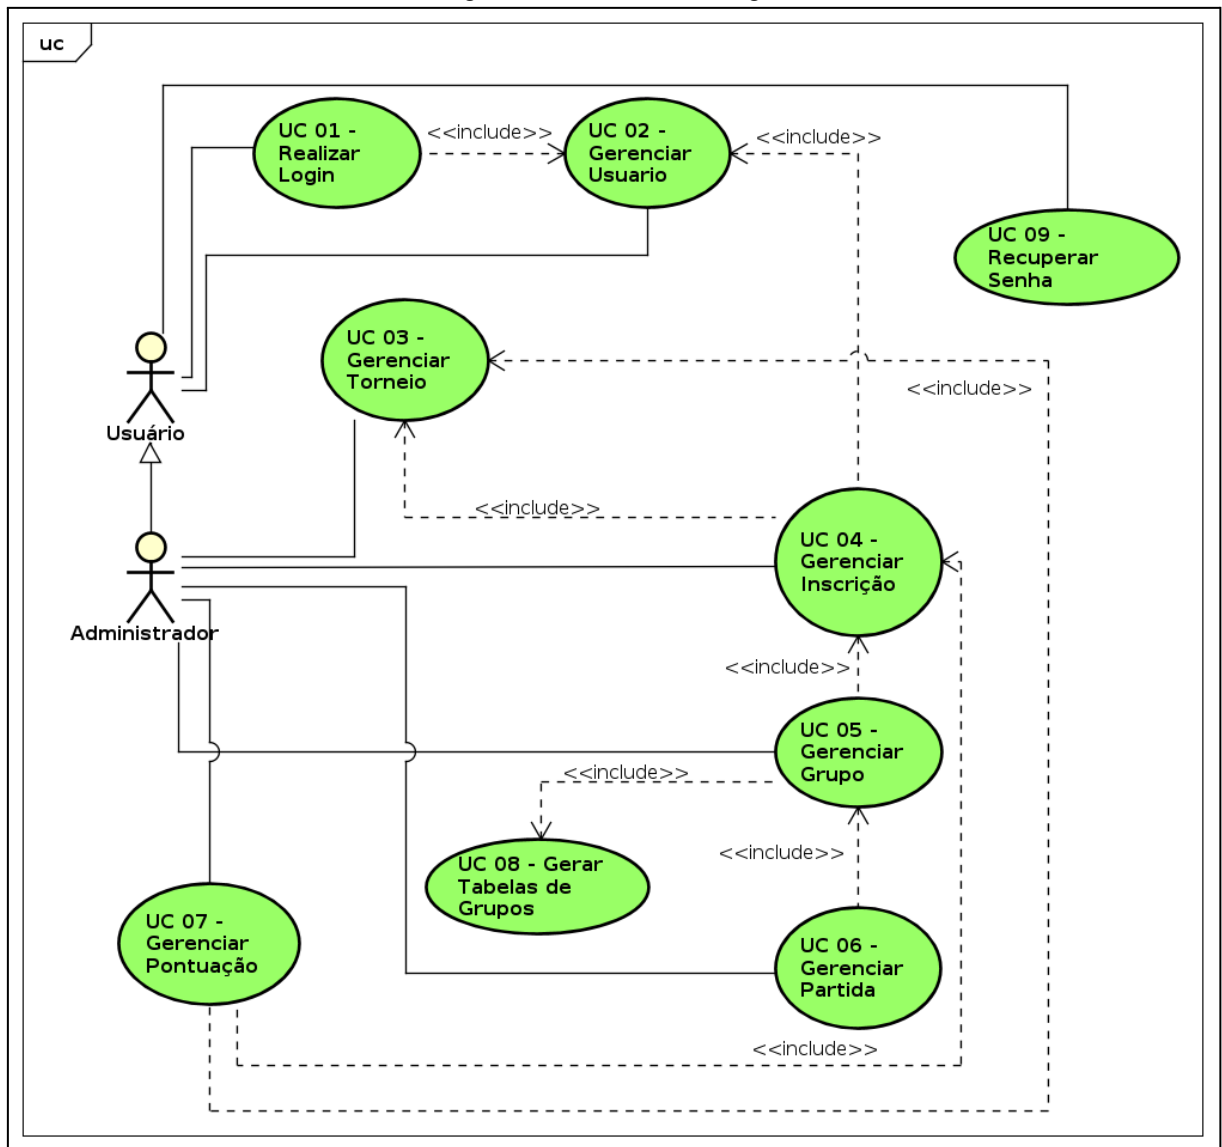 uc
UC 01 -
Realizar
Login
<<include>>
UC 02 -
Gerenciar
Usuario
<<include>>
UC 09 -
Recuperar
Senha
UC 03 -
Gerenciar
Torneio
<<include>>
Usuário
<<include>>
UC 04 -
Gerenciar
Inscrição
Administrador
<<include>>
UC 05 -
Gerenciar
Grupo
<<include>>
UC 08 - Gerar
Tabelas de
Grupos
<<include>>
UC 07 -
Gerenciar
Pontuação
UC 06 -
Gerenciar
Partida
<<include>>